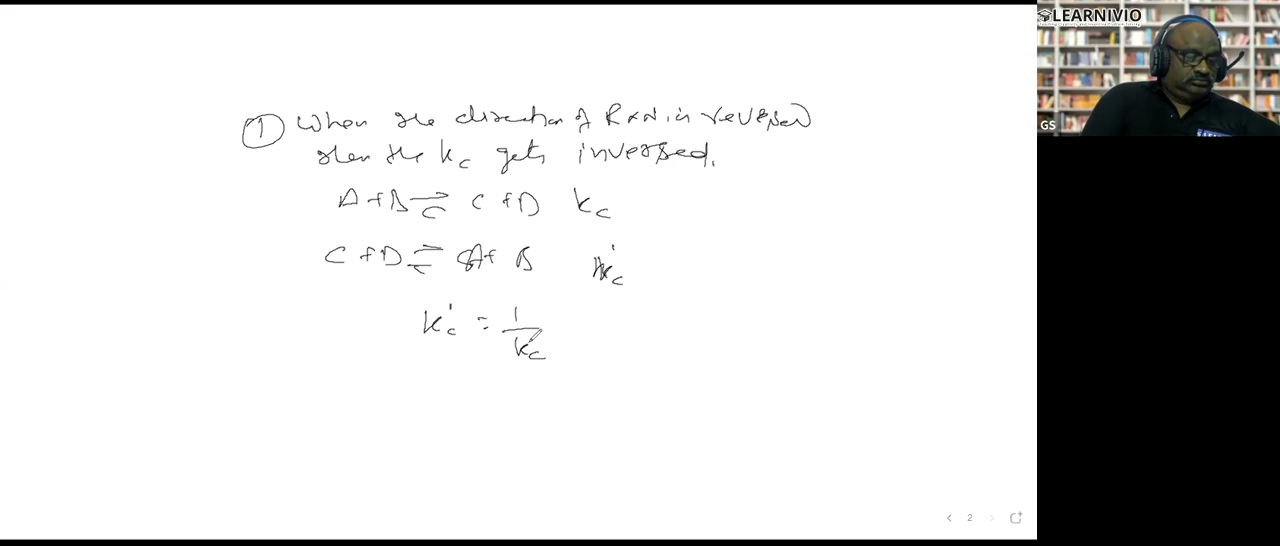 ① When the direction of RXN is reversed
then the Kc gets inversed.
A + B ⇌ C + D Kc
C + D ⇌ A + B K'c
K'c = 1/Kc
LEARNIVIO
GS
2